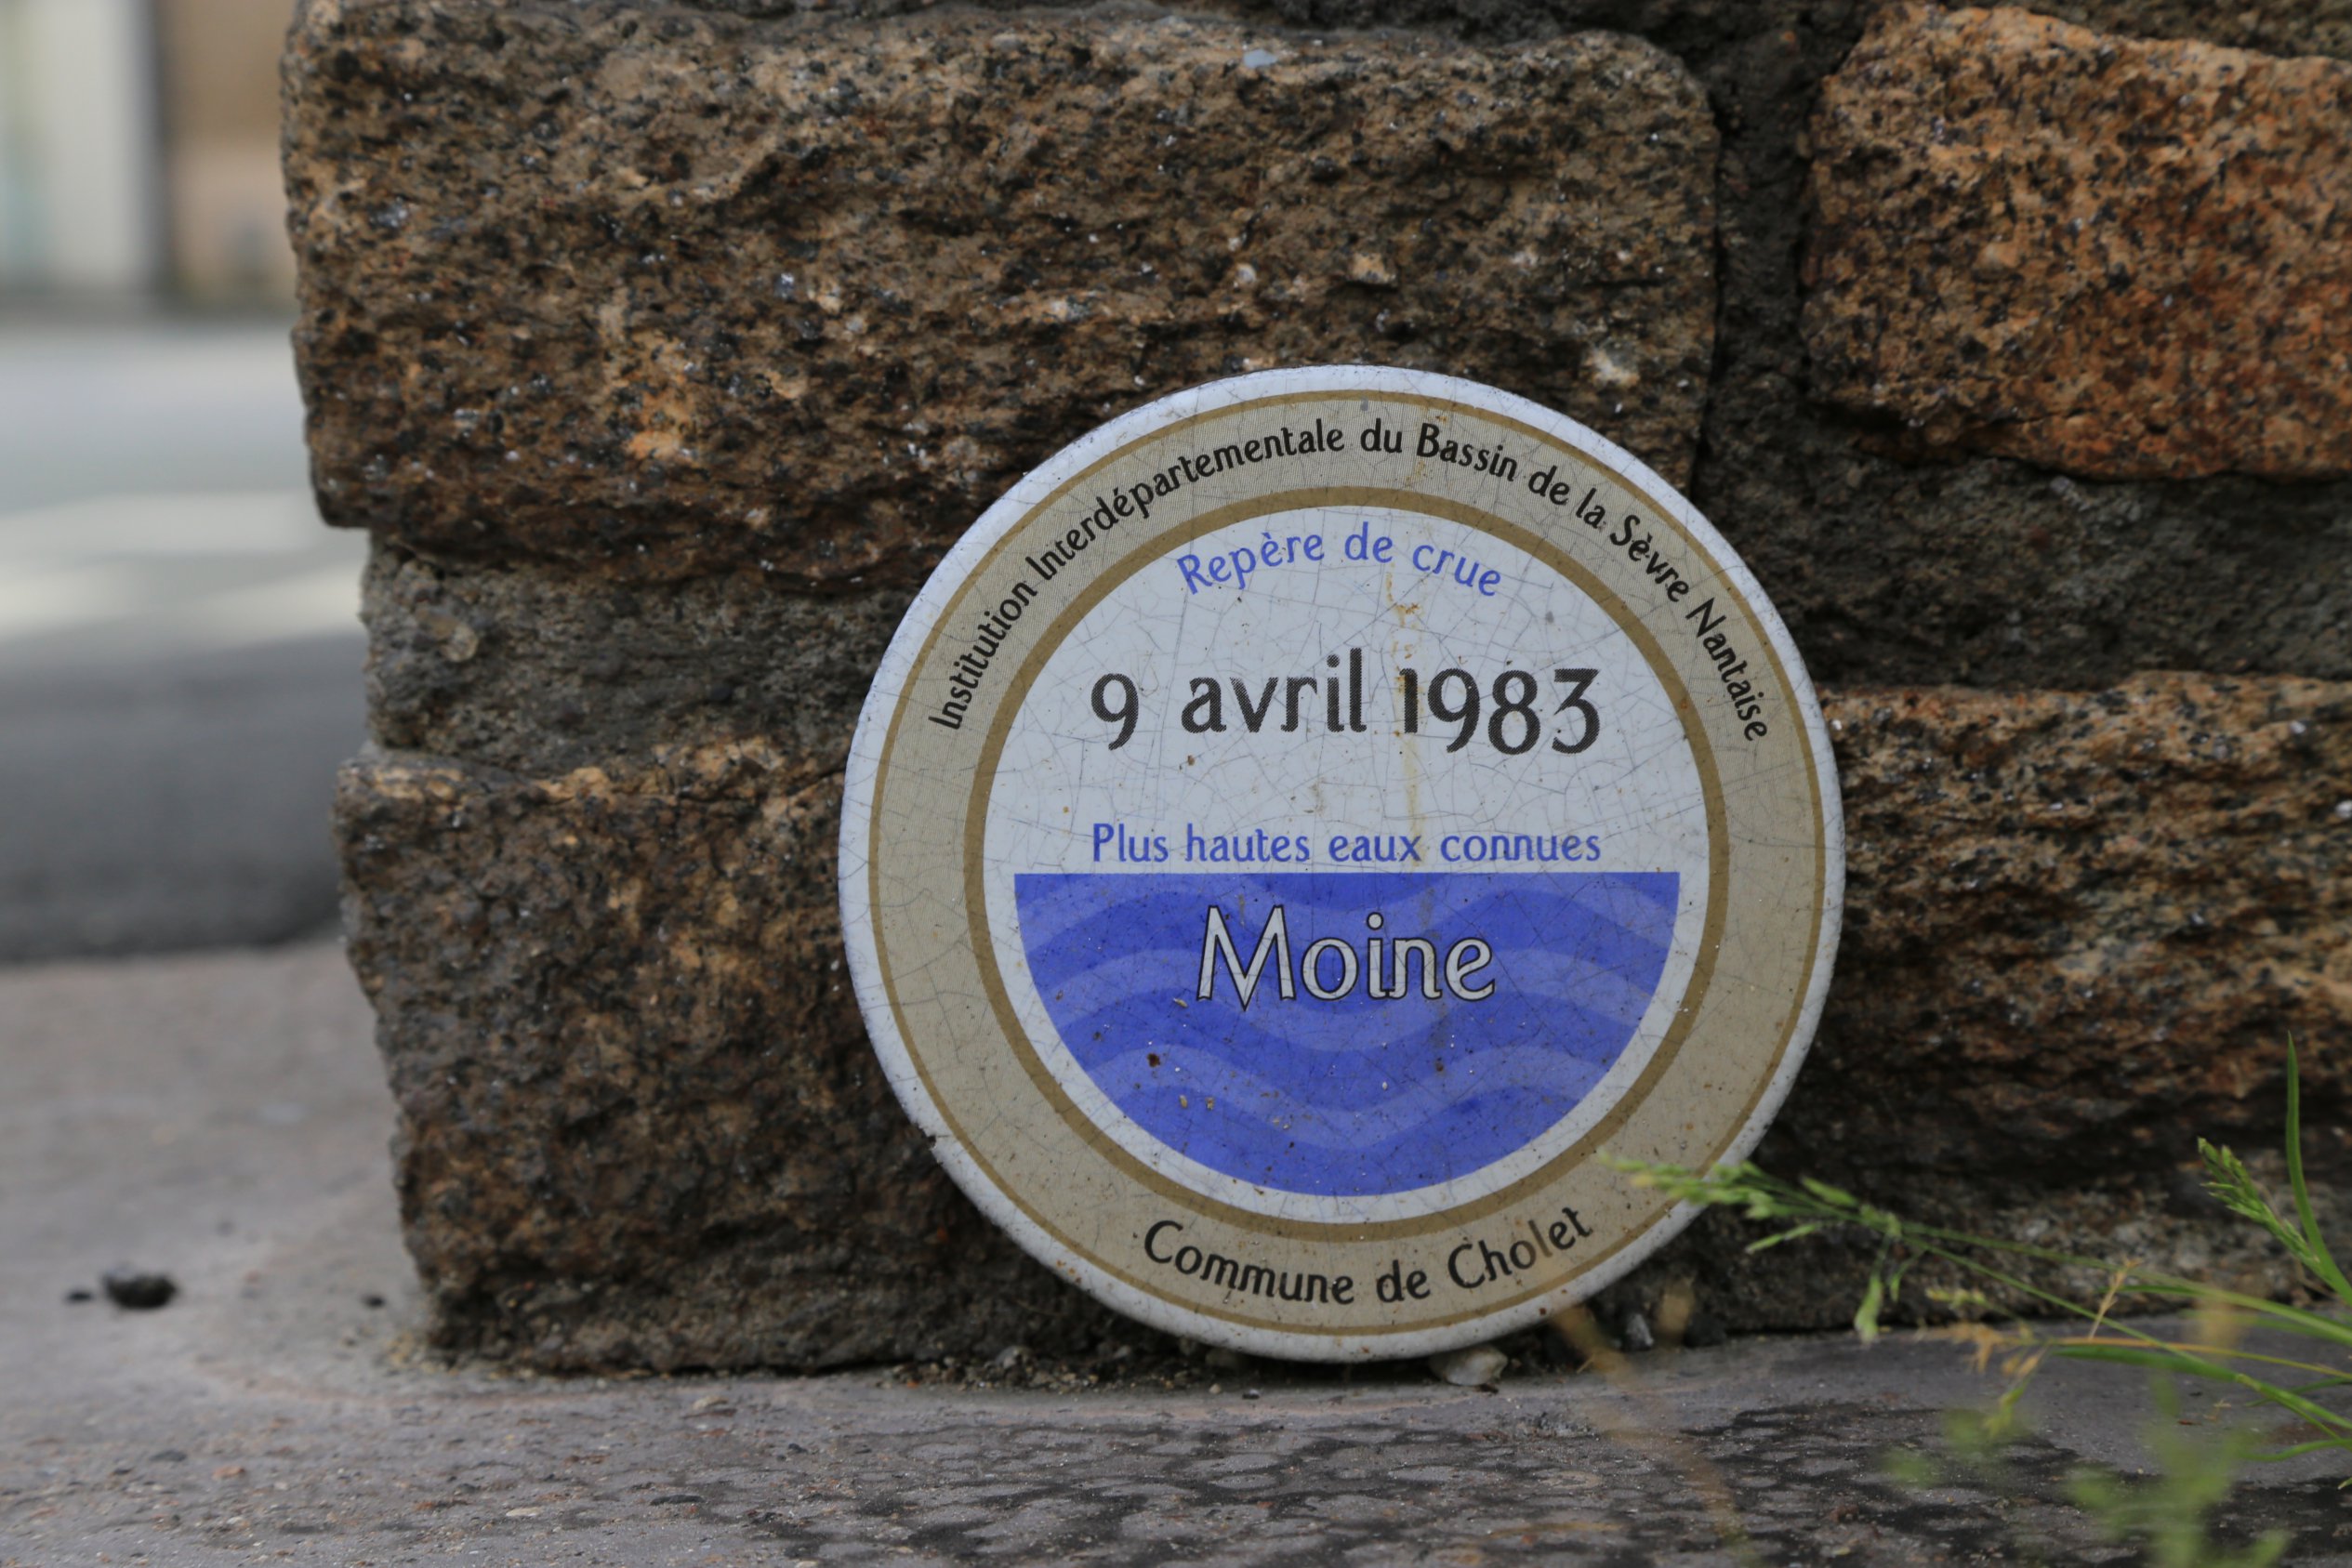 Institution Interdépartementale du Bassin de la Sèvre Nantaise
Repère de crue
9 avril 1983
Plus hautes eaux connues
Moine
Commune de Cholet